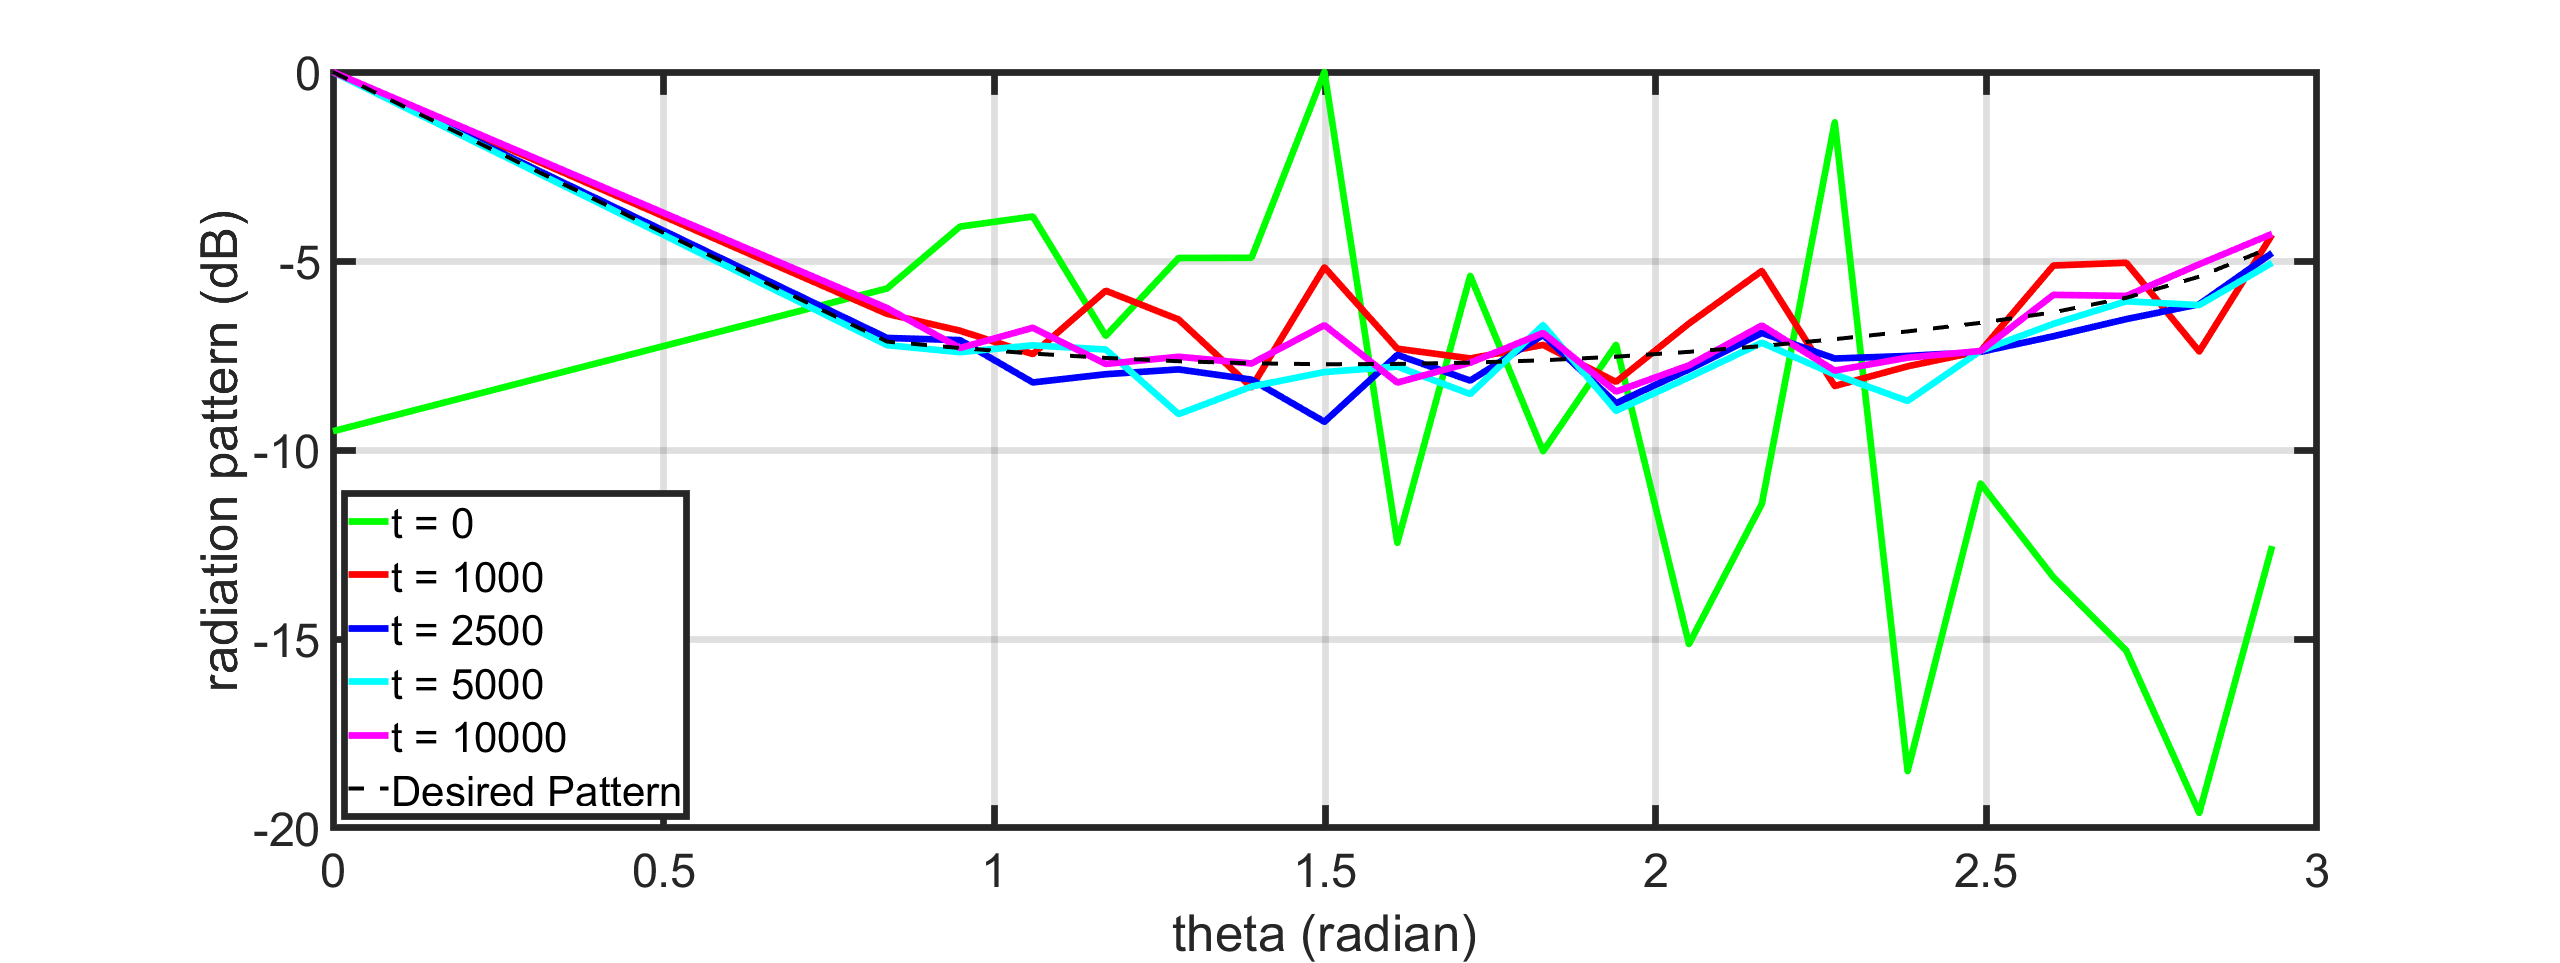 radiation pattern (dB)
0
-5
-10
-15
-20
t = 0
t = 1000
t = 2500
t = 5000
t = 10000
Desired Pattern
0 0.5 1 1.5 2 2.5 3
theta (radian)